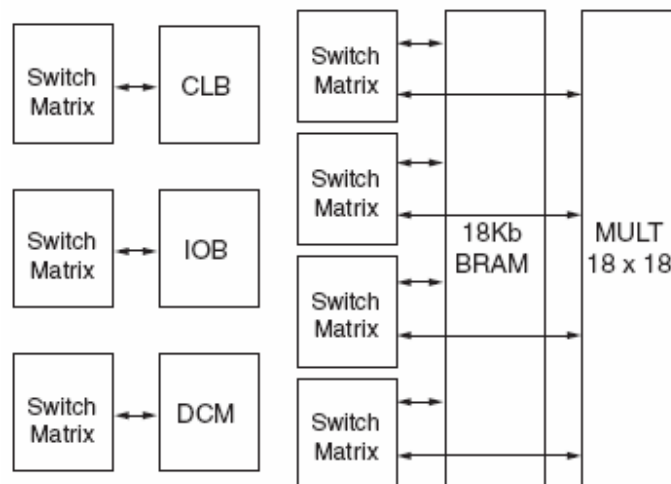 Switch
Matrix
CLB
Switch
Matrix
IOB
Switch
Matrix
DCM
Switch
Matrix
Switch
Matrix
Switch
Matrix
Switch
Matrix
18Kb
BRAM
MULT
18 x 18